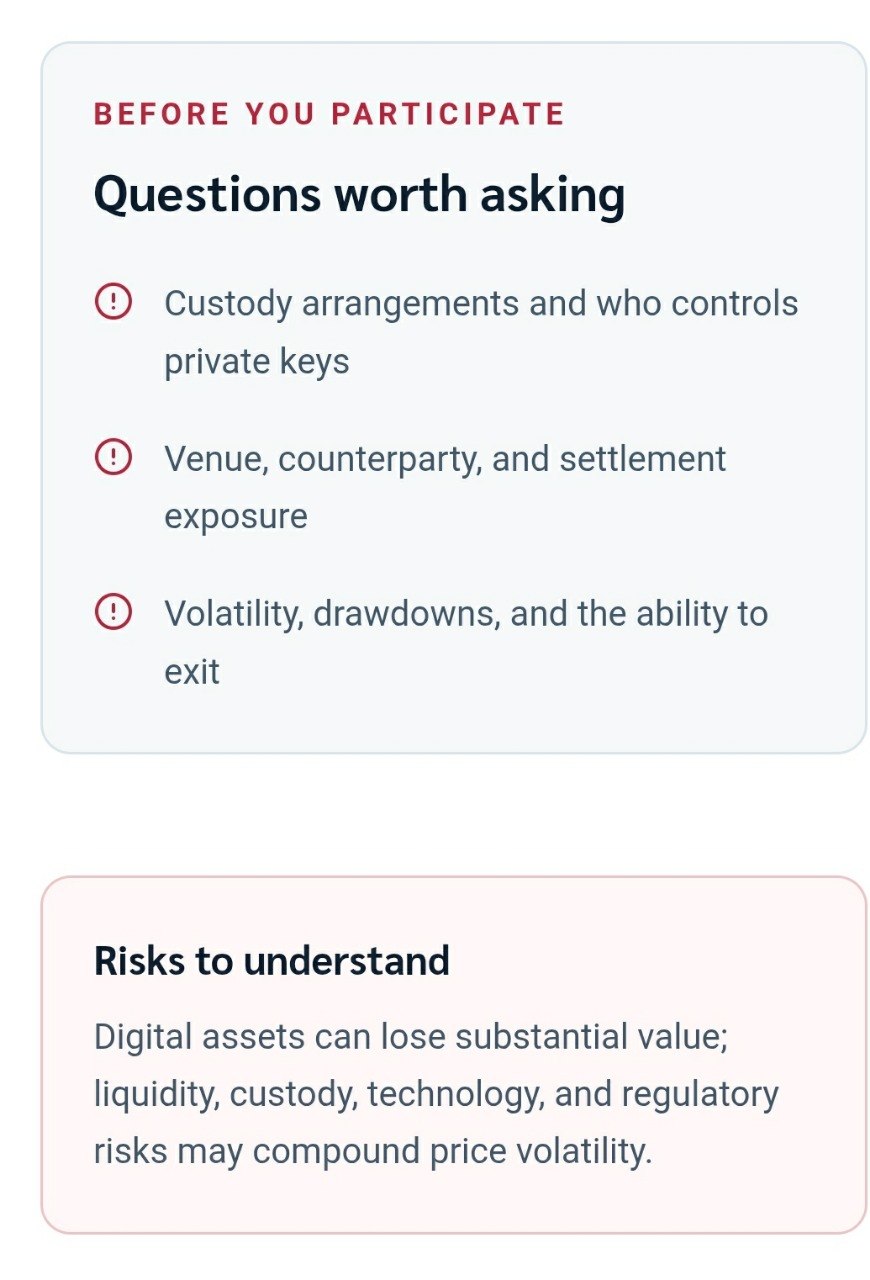 BEFORE YOU PARTICIPATE
Questions worth asking
Custody arrangements and who controls
private keys
Venue, counterparty, and settlement
exposure
Volatility, drawdowns, and the ability to
exit
Risks to understand
Digital assets can lose substantial value;
liquidity, custody, technology, and regulatory
risks may compound price volatility.